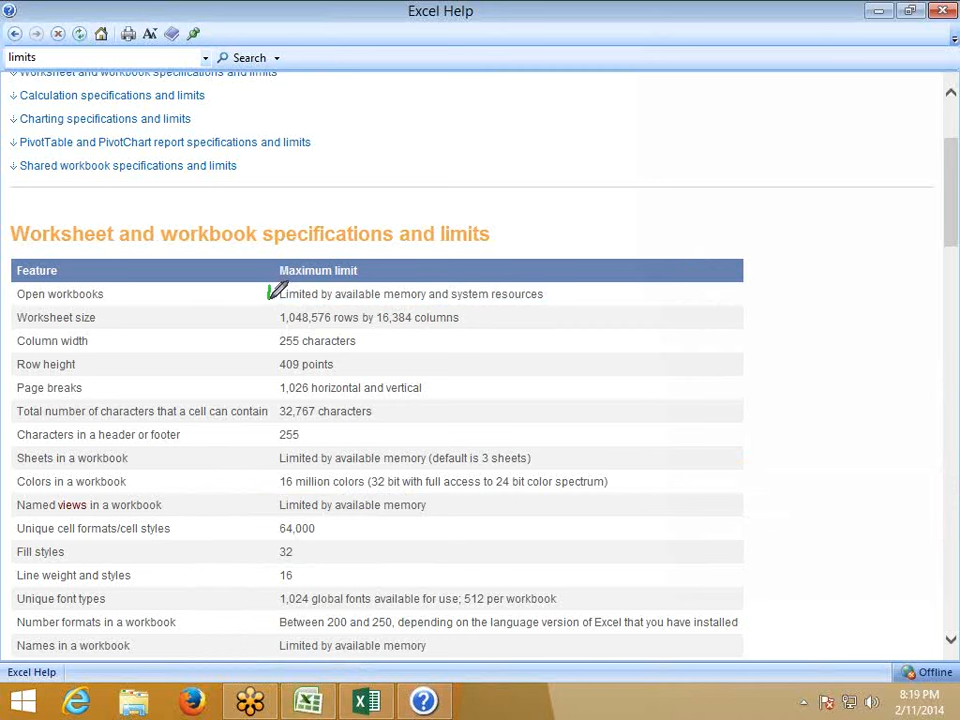 Excel Help
limits
Search
Worksheet and workbook specifications and limits
Calculation specifications and limits
Charting specifications and limits
PivotTable and PivotChart report specifications and limits
Shared workbook specifications and limits
Worksheet and workbook specifications and limits
Feature Maximum limit
Open workbooks Limited by available memory and system resources
Worksheet size 1,048,576 rows by 16,384 columns
Column width 255 characters
Row height 409 points
Page breaks 1,026 horizontal and vertical
Total number of characters that a cell can contain 32,767 characters
Characters in a header or footer 255
Sheets in a workbook Limited by available memory (default is 3 sheets)
Colors in a workbook 16 million colors (32 bit with full access to 24 bit color spectrum)
Named views in a workbook Limited by available memory
Unique cell formats/cell styles 64,000
Fill styles 32
Line weight and styles 16
Unique font types 1,024 global fonts available for use; 512 per workbook
Number formats in a workbook Between 200 and 250, depending on the language version of Excel that you have installed
Names in a workbook Limited by available memory
Excel Help Offline
8:19 PM
2/11/2014